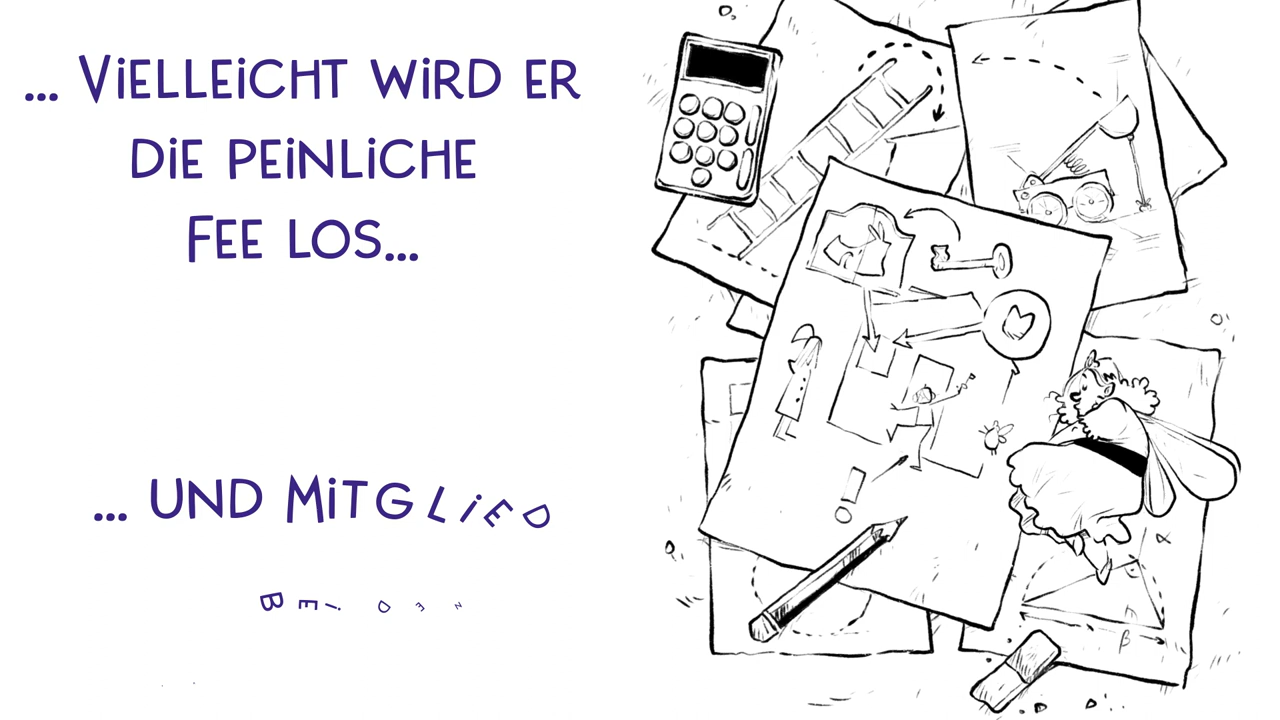 ... Vielleicht wird er
die peinliche
Fee los...
... und Mitglied
bei den
α
β